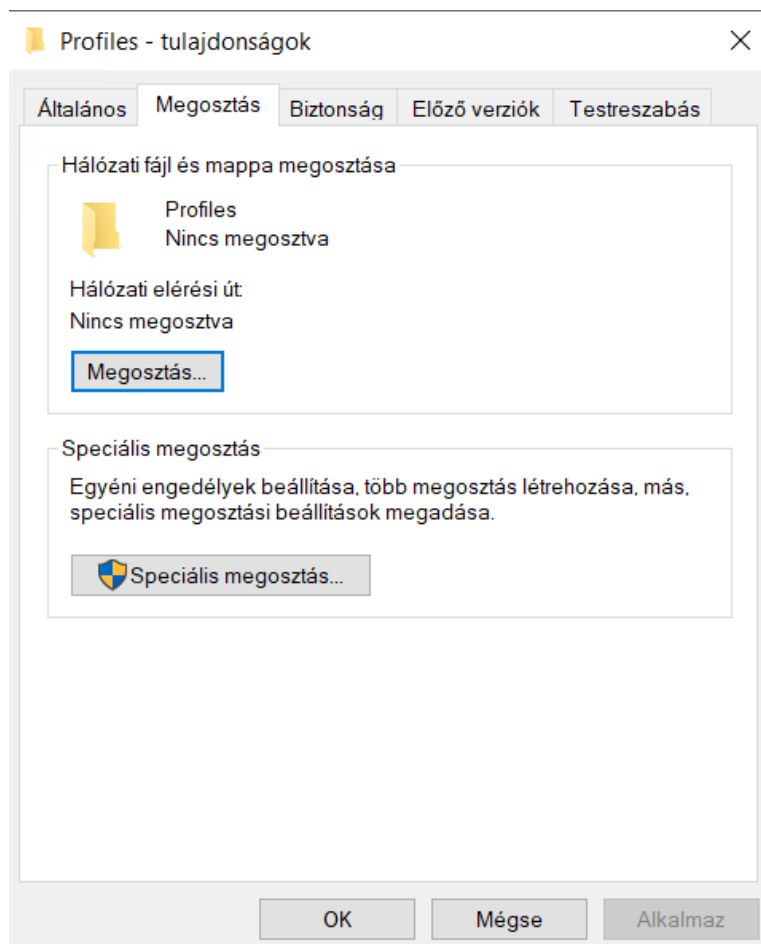 Profiles - tulajdonságok
Általános
Megosztás
Biztonság
Előző verziók
Testreszabás
Hálózati fájl és mappa megosztása
Profiles
Nincs megosztva
Hálózati elérési út:
Nincs megosztva
Megosztás...
Speciális megosztás
Egyéni engedélyek beállítása, több megosztás létrehozása, más,
speciális megosztási beállítások megadása.
Speciális megosztás...
OK
Mégse
Alkalmaz